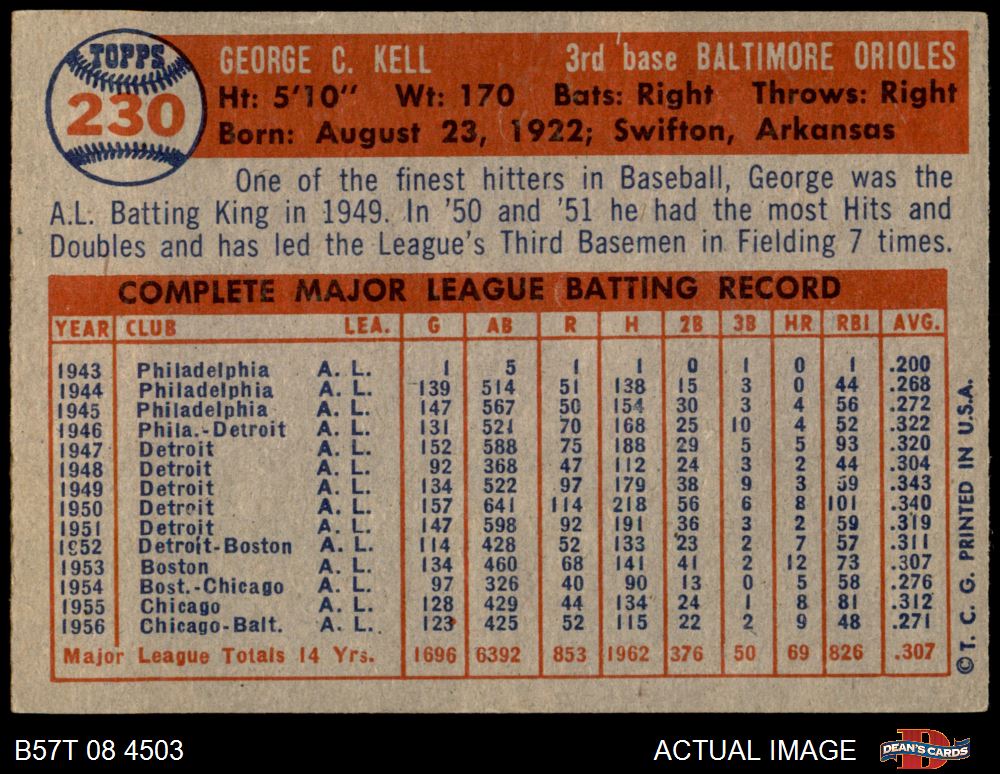 TOPPS
230
GEORGE C. KELL 3rd base BALTIMORE ORIOLES
Ht: 5'10" Wt: 170 Bats: Right Throws: Right
Born: August 23, 1922; Swifton, Arkansas
One of the finest hitters in Baseball, George was the
A.L. Batting King in 1949. In '50 and '51 he had the most Hits and
Doubles and has led the League's Third Basemen in Fielding 7 times.
COMPLETE MAJOR LEAGUE BATTING RECORD
YEAR CLUB LEA. G AB R H 2B 3B HR RBI AVG.
1943 Philadelphia A. L. 1 5 1 1 0 1 0 1 .200
1944 Philadelphia A. L. 139 514 51 138 15 3 0 44 .268
1945 Philadelphia A. L. 147 567 50 154 30 3 4 56 .272
1946 Phila.-Detroit A. L. 131 521 70 168 25 10 4 52 .322
1947 Detroit A. L. 152 588 75 188 29 5 5 93 .320
1948 Detroit A. L. 92 368 47 112 24 3 2 44 .304
1949 Detroit A. L. 134 522 97 179 38 9 3 59 .343
1950 Detroit A. L. 157 641 114 218 56 6 8 101 .340
1951 Detroit A. L. 147 598 92 191 36 3 2 59 .319
1952 Detroit-Boston A. L. 114 428 52 133 23 2 7 57 .311
1953 Boston A. L. 134 460 68 141 41 2 12 73 .307
1954 Bost.-Chicago A. L. 97 326 40 90 13 0 5 58 .276
1955 Chicago A. L. 128 429 44 134 24 1 8 81 .312
1956 Chicago-Balt. A. L. 123 425 52 115 22 2 9 48 .271
Major League Totals 14 Yrs. 1696 6392 853 1962 376 50 69 826 .307
© T. C. G. PRINTED IN U.S.A.
B57T 08 4503 ACTUAL IMAGE DEAN'S CARDS